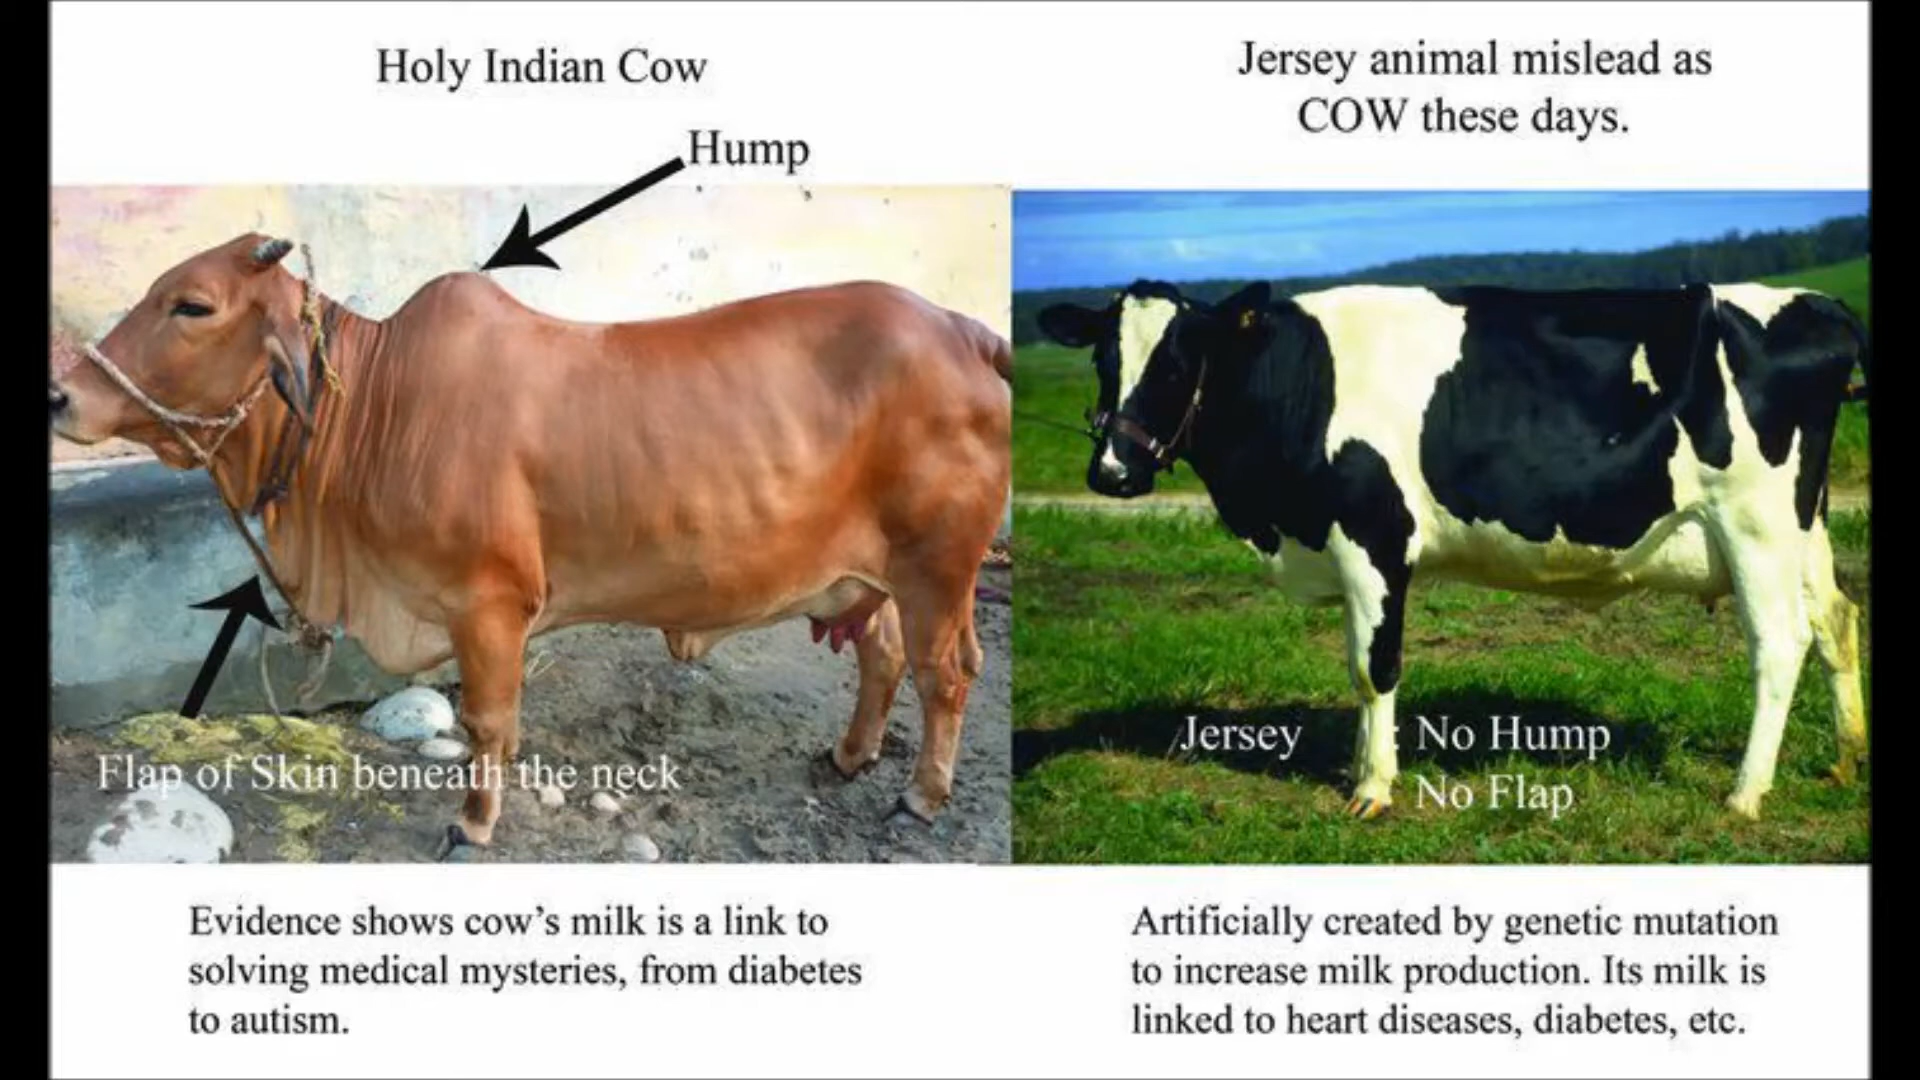 Holy Indian Cow
Hump
Flap of Skin beneath the neck
Evidence shows cow’s milk is a link to
solving medical mysteries, from diabetes
to autism.
Jersey animal mislead as
COW these days.
Jersey : No Hump
No Flap
Artificially created by genetic mutation
to increase milk production. Its milk is
linked to heart diseases, diabetes, etc.